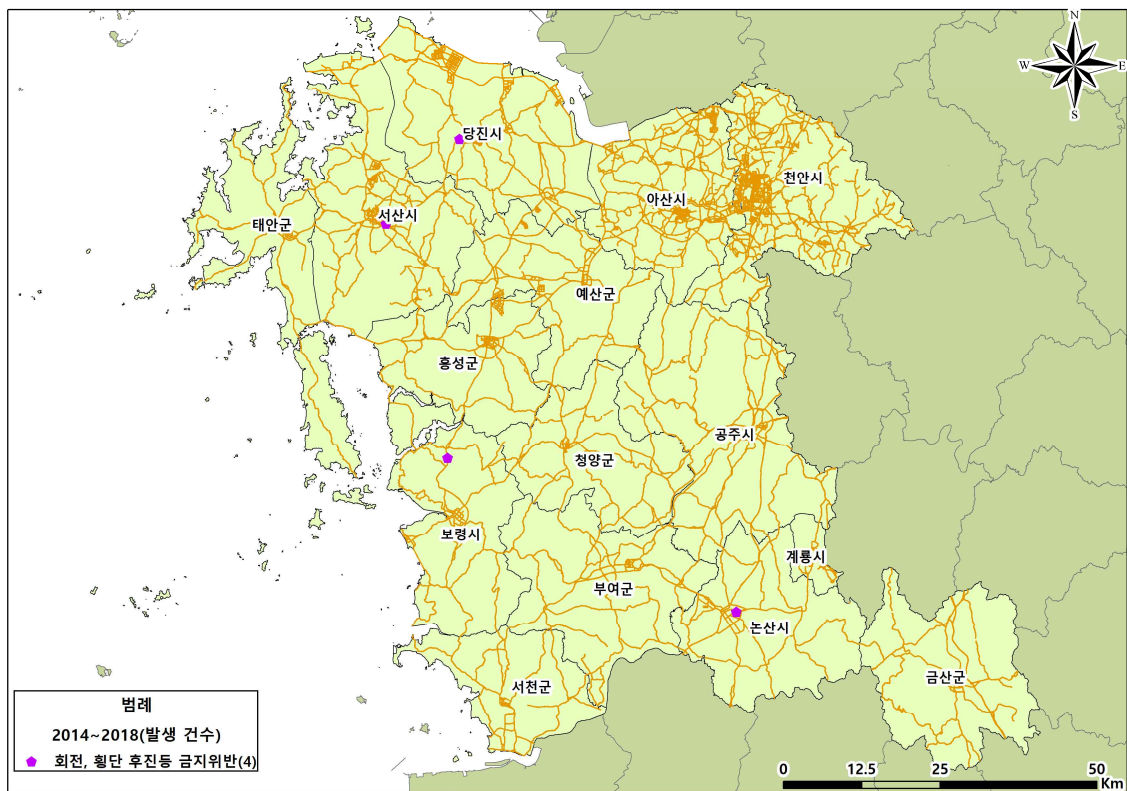 N
W
E
S
당진시
천안시
아산시
서산시
태안군
예산군
홍성군
공주시
청양군
보령시
계룡시
부여군
논산시
금산군
서천군
범례
2014~2018(발생 건수)
회전, 횡단 후진등 금지위반(4)
0 12.5 25 50
Km